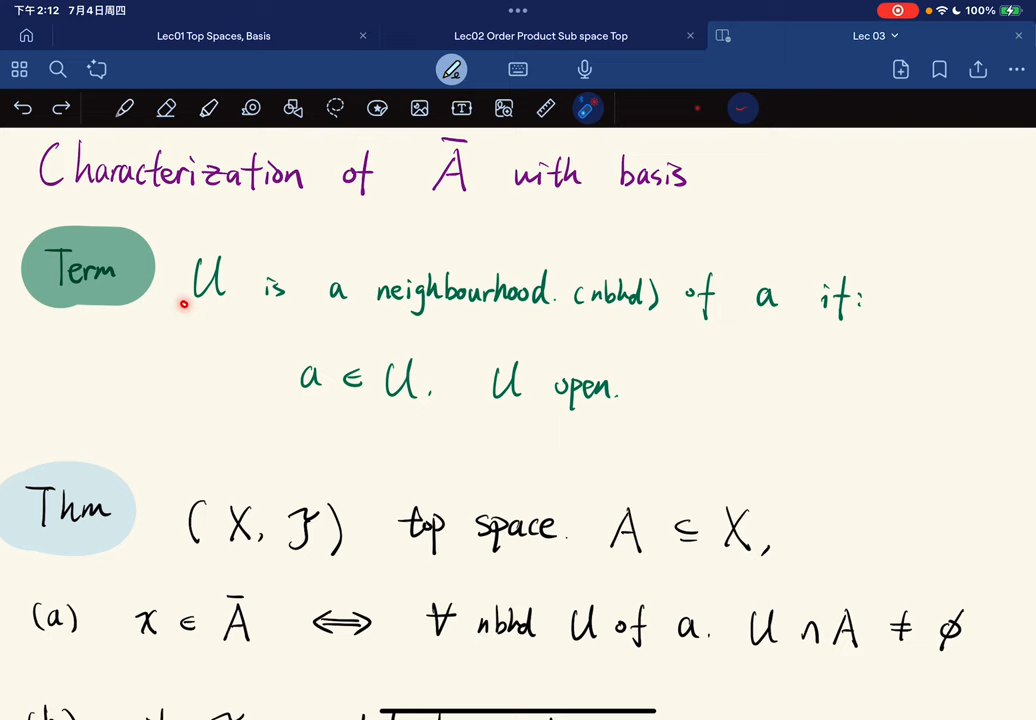 下午2:12 7月4日周四
100%
Lec01 Top Spaces, Basis
Lec02 Order Product Sub space Top
Lec 03
Characterization of Ā with basis
Term U is a neighbourhood. (nbhd) of a if:
a ∈ U. U open.
Thm (X, 𝒯) top space. A ⊆ X,
(a) x ∈ Ā ⟺ ∀ nbhd U of a. U ∩ A ≠ ∅